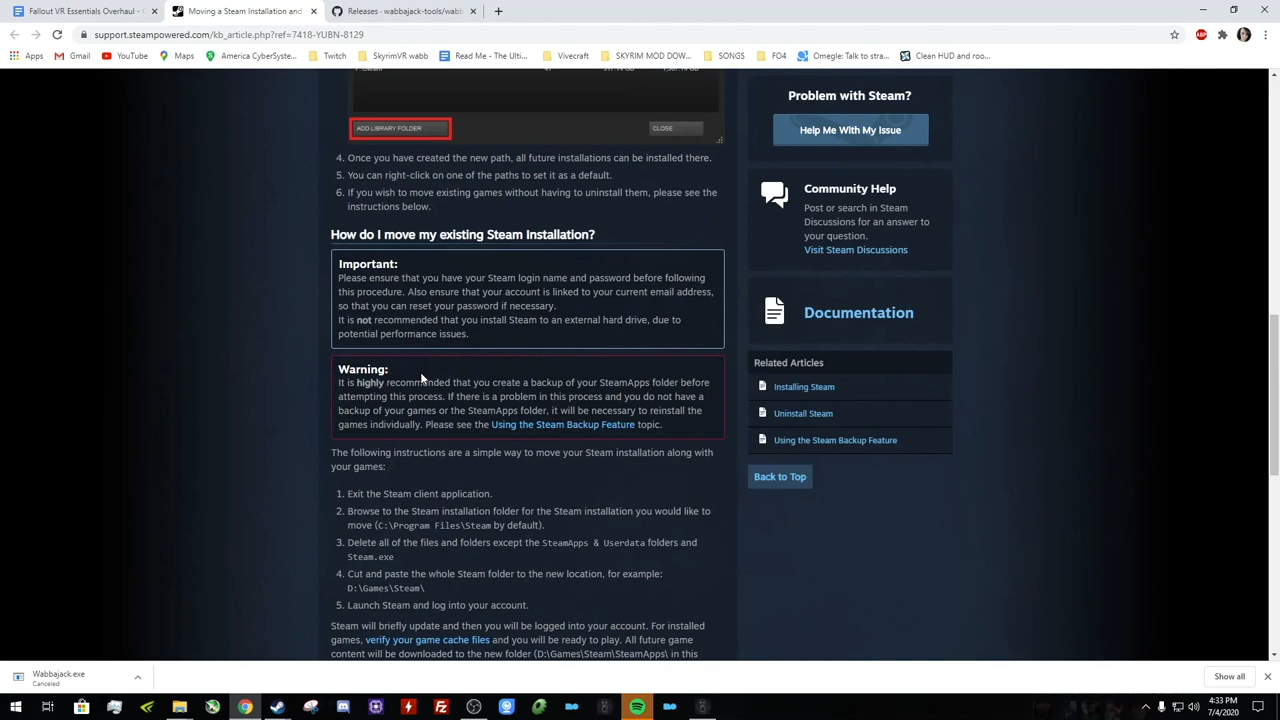 Fallout VR Essentials Overhaul - G
Moving a Steam Installation and
Releases · wabbajack-tools/wabb
support.steampowered.com/kb_article.php?ref=7418-YUBN-8129
Apps
Gmail
YouTube
Maps
America CyberSyste...
Twitch
SkyrimVR wabb
Read Me - The Ulti...
Vivecraft
SKYRIM MOD DOW...
SONGS
FO4
Omegle: Talk to stra...
Clean HUD and roo...
ADD LIBRARY FOLDER
CLOSE
4. Once you have created the new path, all future installations can be installed there.
5. You can right-click on one of the paths to set it as a default.
6. If you wish to move existing games without having to uninstall them, please see the
instructions below.
How do I move my existing Steam Installation?
Important:
Please ensure that you have your Steam login name and password before following
this procedure. Also ensure that your account is linked to your current email address,
so that you can reset your password if necessary.
It is not recommended that you install Steam to an external hard drive, due to
potential performance issues.
Warning:
It is highly recommended that you create a backup of your SteamApps folder before
attempting this process. If there is a problem in this process and you do not have a
backup of your games or the SteamApps folder, it will be necessary to reinstall the
games individually. Please see the Using the Steam Backup Feature topic.
The following instructions are a simple way to move your Steam installation along with
your games:
1. Exit the Steam client application.
2. Browse to the Steam installation folder for the Steam installation you would like to
move (C:\Program Files\Steam by default).
3. Delete all of the files and folders except the SteamApps & Userdata folders and
Steam.exe
4. Cut and paste the whole Steam folder to the new location, for example:
D:\Games\Steam\
5. Launch Steam and log into your account.
Steam will briefly update and then you will be logged into your account. For installed
games, verify your game cache files and you will be ready to play. All future game
content will be downloaded to the new folder (D:\Games\Steam\SteamApps\ in this
Problem with Steam?
Help Me With My Issue
Community Help
Post or search in Steam
Discussions for an answer to
your question.
Visit Steam Discussions
Documentation
Related Articles
Installing Steam
Uninstall Steam
Using the Steam Backup Feature
Back to Top
Wabbajack.exe
Canceled
Show all
4:33 PM
7/4/2020